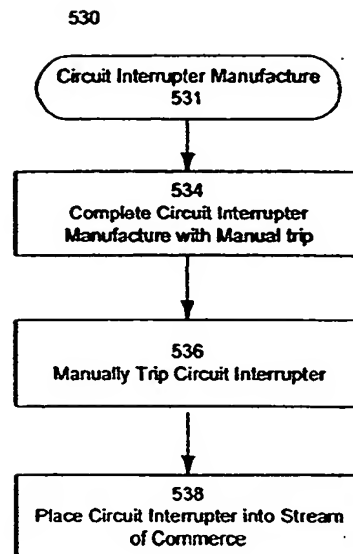 530
Circuit Interrupter Manufacture
531
534
Complete Circuit Interrupter
Manufacture with Manual trip
536
Manually Trip Circuit Interrupter
538
Place Circuit Interrupter into Stream
of Commerce